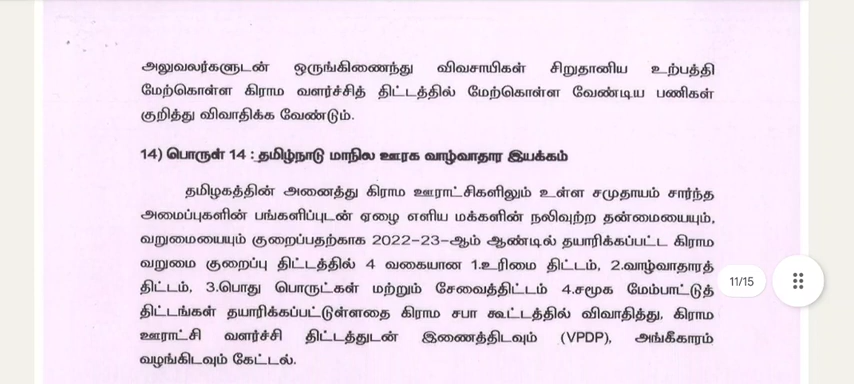 அலுவலர்களுடன் ஒருங்கிணைந்து விவசாயிகள் சிறுதானிய உற்பத்தி
மேற்கொள்ள கிராம வளர்ச்சித் திட்டத்தில் மேற்கொள்ள வேண்டிய பணிகள்
குறித்து விவாதிக்க வேண்டும்.
14) பொருள் 14 : தமிழ்நாடு மாநில ஊரக வாழ்வாதார இயக்கம்
தமிழகத்தின் அனைத்து கிராம ஊராட்சிகளிலும் உள்ள சமுதாயம் சார்ந்த
அமைப்புகளின் பங்களிப்புடன் ஏழை எளிய மக்களின் நலிவுற்ற தன்மையையும்,
வறுமையையும் குறைப்பதற்காக 2022-23-ஆம் ஆண்டில் தயாரிக்கப்பட்ட கிராம
வறுமை குறைப்பு திட்டத்தில் 4 வகையான 1.உரிமை திட்டம், 2.வாழ்வாதாரத்
திட்டம், 3.பொது பொருட்கள் மற்றும் சேவைத்திட்டம் 4.சமூக மேம்பாட்டுத்
திட்டங்கள் தயாரிக்கப்பட்டுள்ளதை கிராம சபா கூட்டத்தில் விவாதித்து, கிராம
ஊராட்சி வளர்ச்சி திட்டத்துடன் இணைத்திடவும் (VPDP), அங்கீகாரம்
வழங்கிடவும் கேட்டல்.
11/15